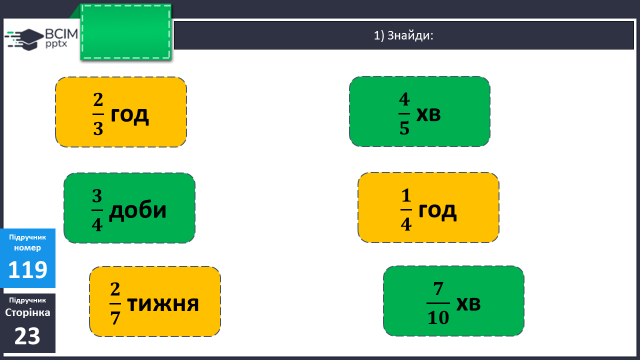 ВСІМ
pptx
1) Знайди:
2/3 год
4/5 хв
3/4 доби
1/4 год
2/7 тижня
7/10 хв
Підручник
номер
119
Підручник
Сторінка
23